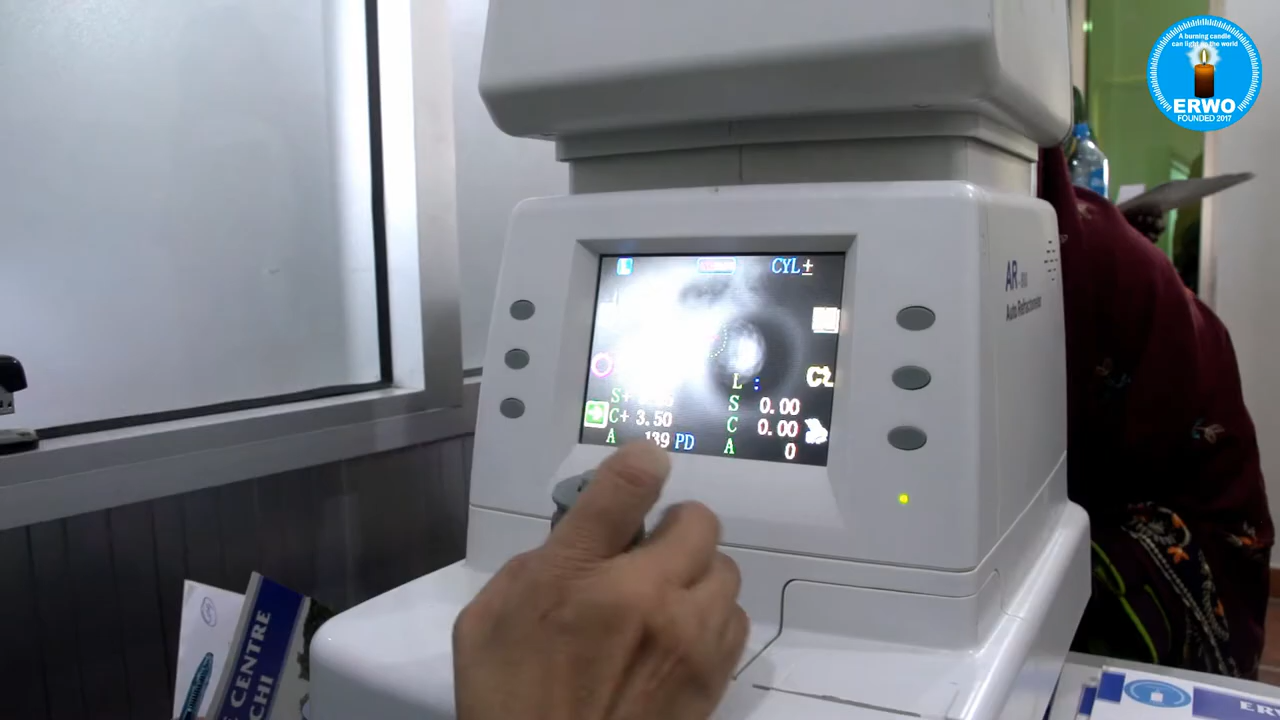 A burning candle
can light up the world
ERWO
FOUNDED 2017
CYL±
AR
Auto Refractometer
L :
S+
S 0.00
C+ 3.50
C 0.00
A 139 PD
A 0
CENTRE
CHI